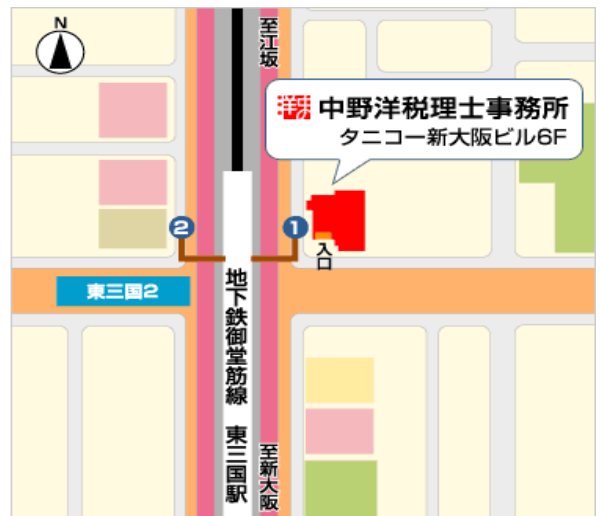 N
至江坂
中野洋税理士事務所
タニコー新大阪ビル6F
2
1
入口
東三国2
地下鉄御堂筋線 東三国駅
至新大阪